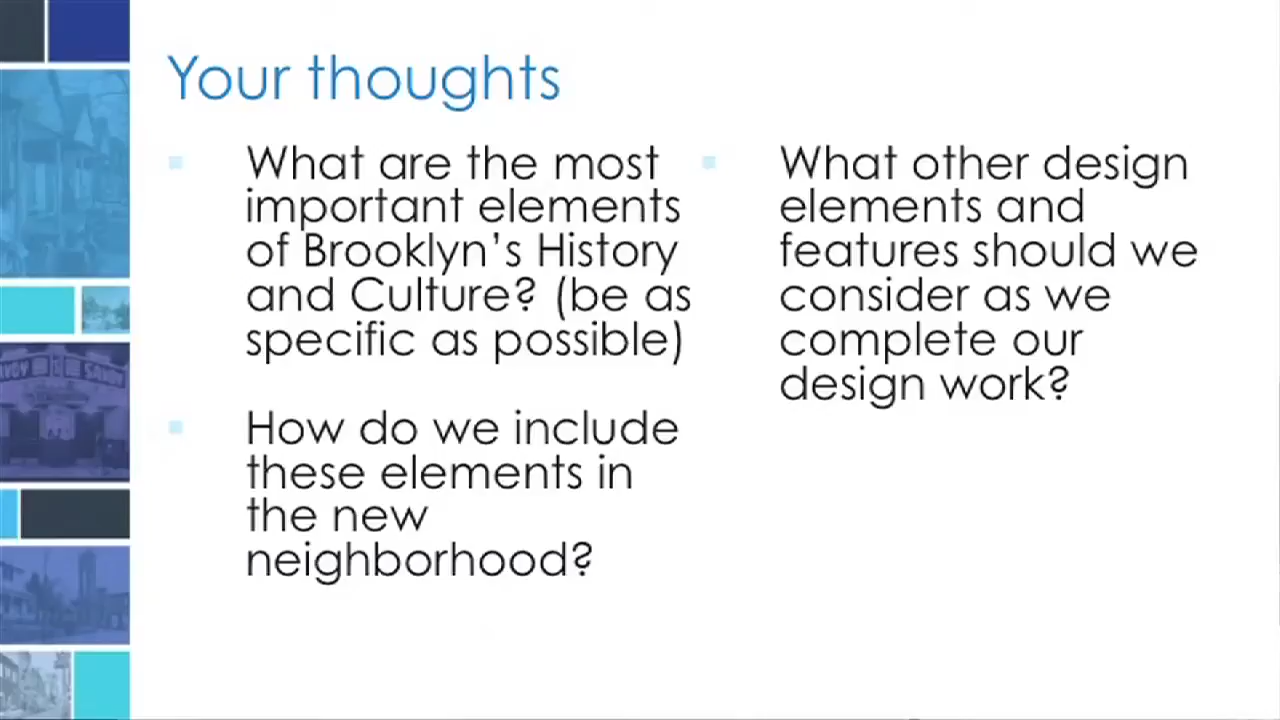 Your thoughts
What are the most
important elements
of Brooklyn’s History
and Culture? (be as
specific as possible)
How do we include
these elements in
the new
neighborhood?
What other design
elements and
features should we
consider as we
complete our
design work?